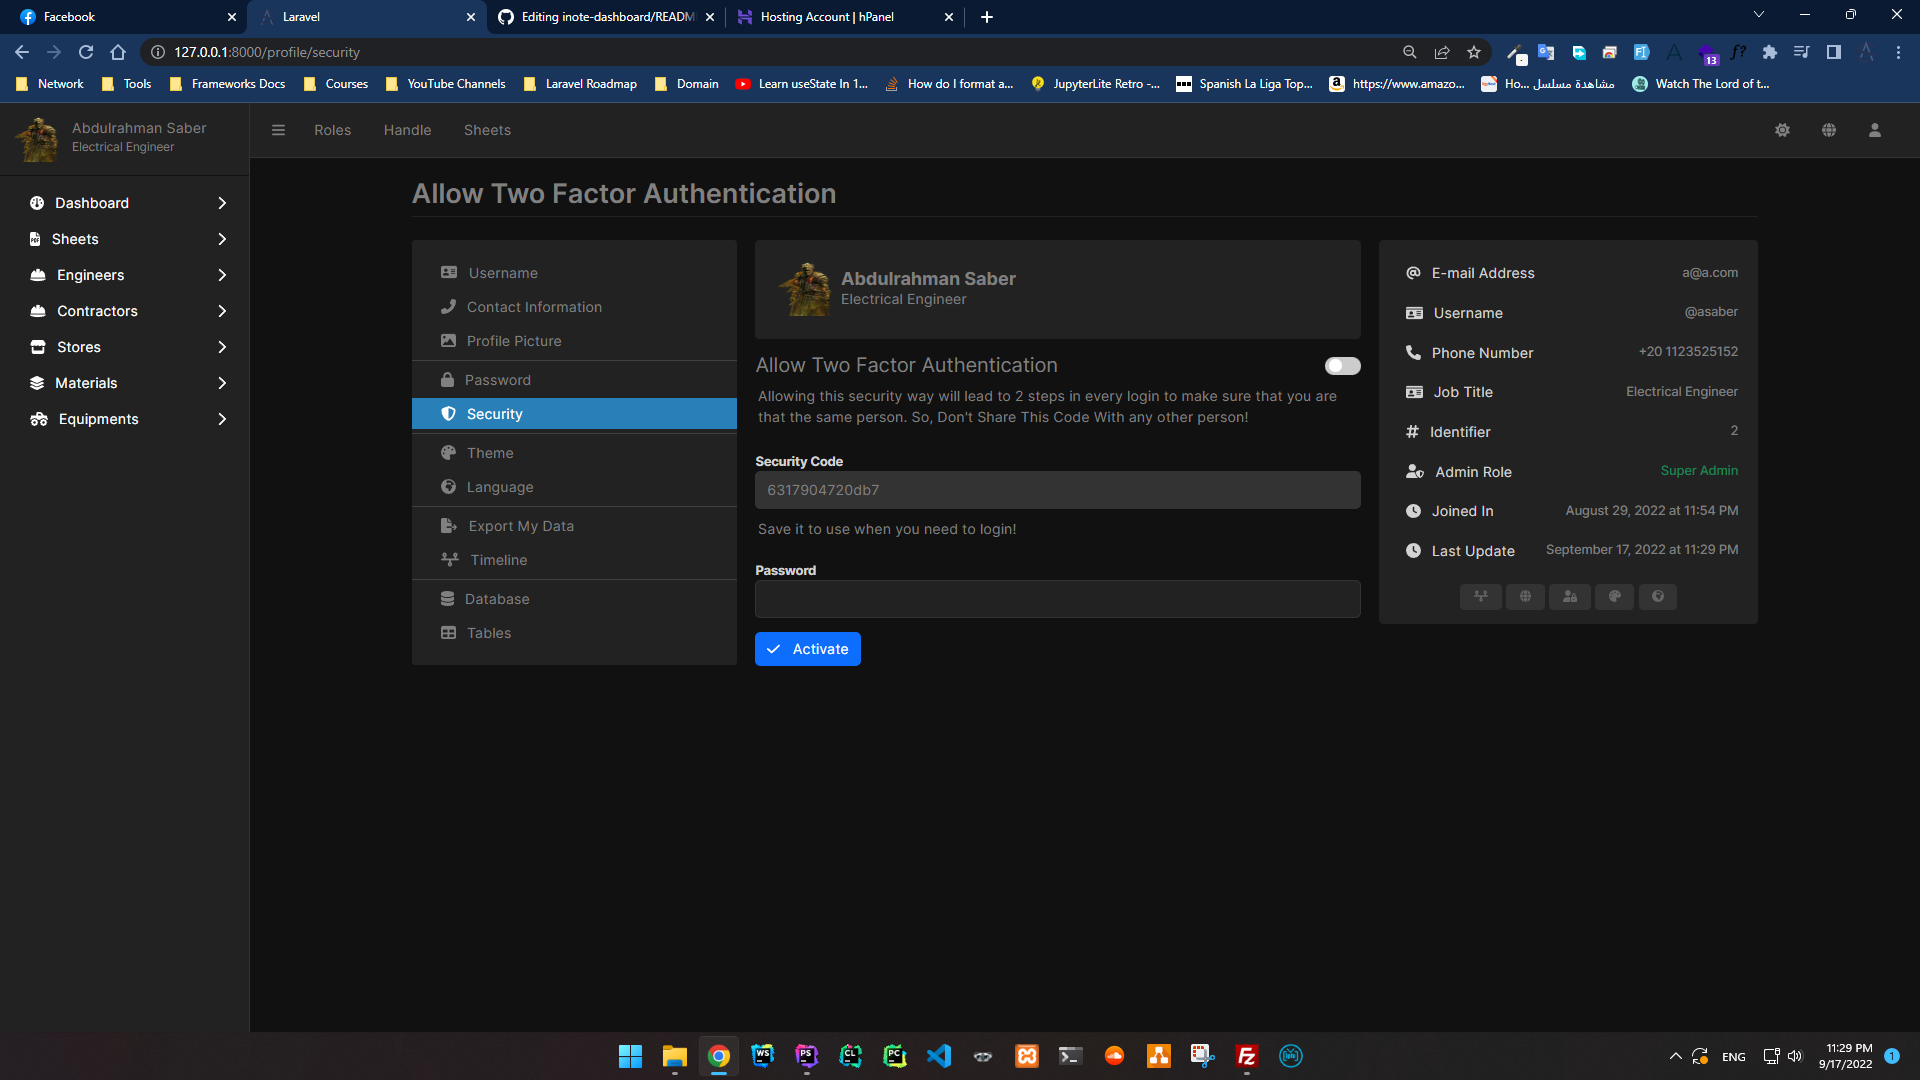 Facebook
Laravel
Editing inote-dashboard/READM
Hosting Account | hPanel
127.0.0.1:8000/profile/security
13
Network
Tools
Frameworks Docs
Courses
YouTube Channels
Laravel Roadmap
Domain
Learn useState In 1...
How do I format a...
JupyterLite Retro -...
Spanish La Liga Top...
https://www.amazo...
Ho... مشاهدة مسلسل
Watch The Lord of t...
Abdulrahman Saber
Electrical Engineer
Roles
Handle
Sheets
Dashboard
Sheets
Engineers
Contractors
Stores
Materials
Equipments
Allow Two Factor Authentication
Username
Contact Information
Profile Picture
Password
Security
Theme
Language
Export My Data
Timeline
Database
Tables
Abdulrahman Saber
Electrical Engineer
Allow Two Factor Authentication
Allowing this security way will lead to 2 steps in every login to make sure that you are
that the same person. So, Don't Share This Code With any other person!
Security Code
6317904720db7
Save it to use when you need to login!
Password
Activate
E-mail Address a@a.com
Username @asaber
Phone Number +20 1123525152
Job Title Electrical Engineer
Identifier 2
Admin Role Super Admin
Joined In August 29, 2022 at 11:54 PM
Last Update September 17, 2022 at 11:29 PM
WS
PS
CL
PC
FZ
ENG
11:29 PM
9/17/2022
1